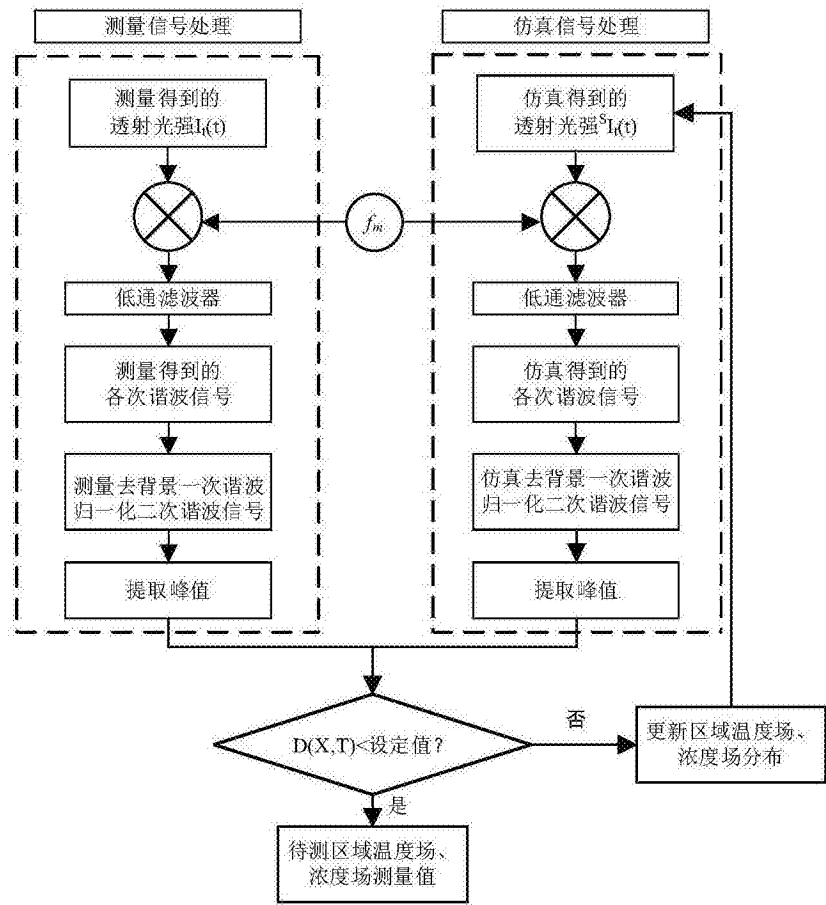 测量信号处理
仿真信号处理
测量得到的
透射光强It(t)
仿真得到的
透射光强SIt(t)
fm
低通滤波器
低通滤波器
测量得到的
各次谐波信号
仿真得到的
各次谐波信号
测量去背景一次谐波
归一化二次谐波信号
仿真去背景一次谐波
归一化二次谐波信号
提取峰值
提取峰值
D(X,T)<设定值？
否
更新区域温度场、
浓度场分布
是
待测区域温度场、
浓度场测量值